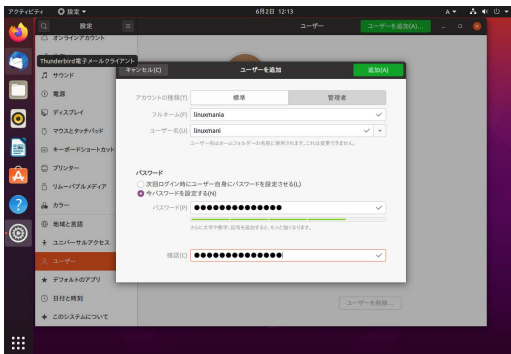 アクティビティ
設定
6月2日 12:13
A
設定
ユーザー
ユーザーを追加(A)...
オンラインアカウント
Thunderbird電子メールクライアント
サウンド
電源
ディスプレイ
マウスとタッチパッド
キーボードショートカット
プリンター
リムーバブルメディア
カラー
地域と言語
ユニバーサルアクセス
ユーザー
デフォルトのアプリ
日付と時刻
このシステムについて
キャンセル(C)
ユーザーを追加
追加(A)
アカウントの種類(T)
標準
管理者
フルネーム(F)
linuxmania
ユーザー名(U)
linuxmani
ユーザー名はホームフォルダーの名前に使用されます、これは変更できません。
パスワード
次回ログイン時にユーザー自身にパスワードを設定させる(L)
今パスワードを設定する(N)
パスワード(P)
さらに文字や数字、記号を追加すると、もっと強くなります。
確認(C)
ユーザーを削除...